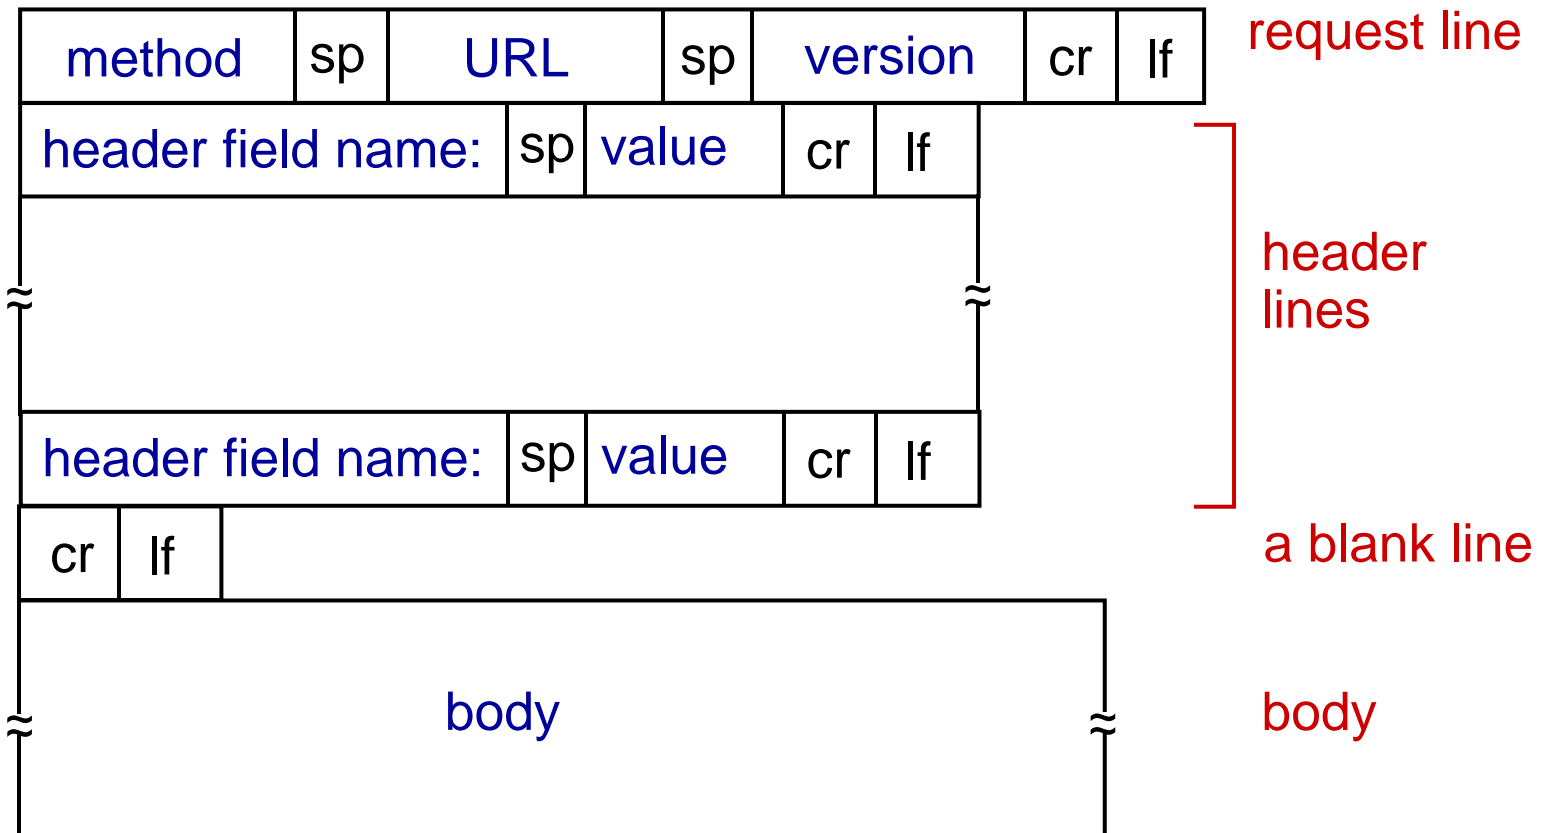 method sp URL sp version cr lf request line
header field name: sp value cr lf
header
lines
header field name: sp value cr lf
cr lf a blank line
body body